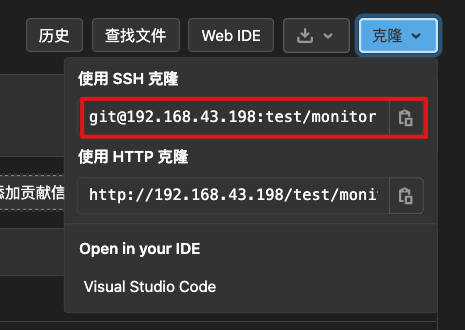 历史 查找文件 Web IDE 克隆
使用 SSH 克隆
git@192.168.43.198:test/monitor
使用 HTTP 克隆
http://192.168.43.198/test/moni
添加贡献信
Open in your IDE
Visual Studio Code